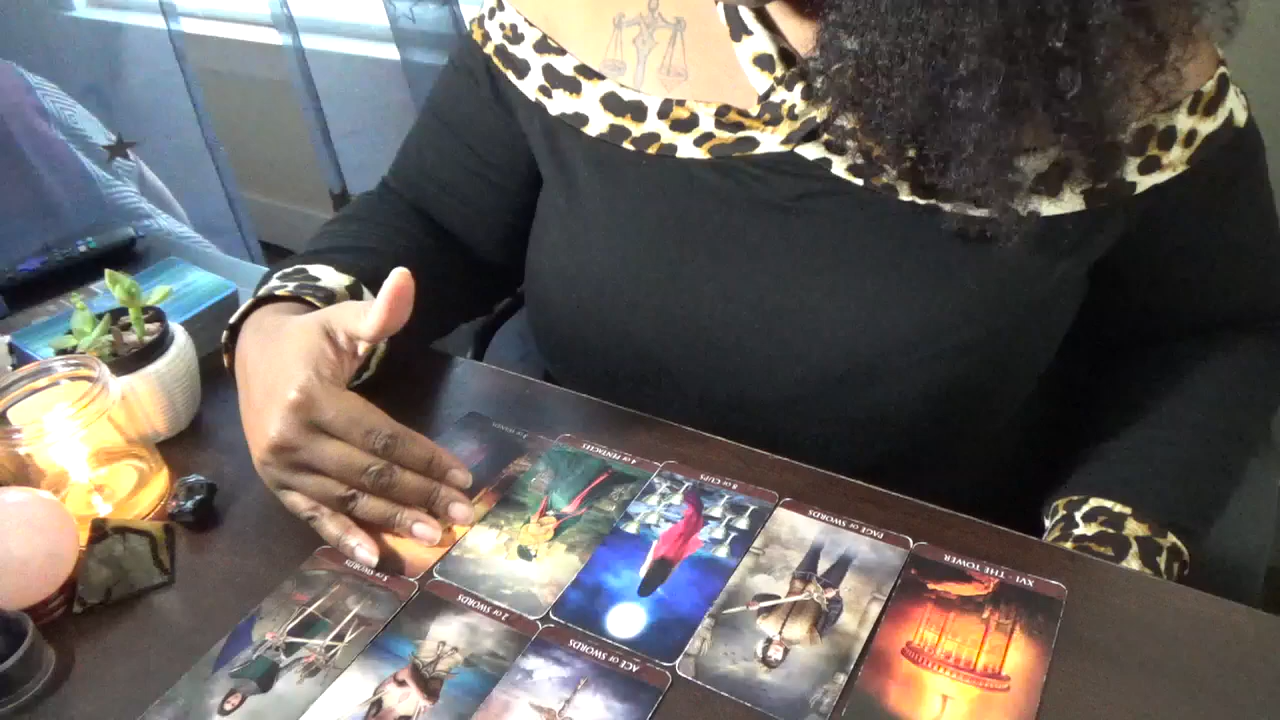 4 OF PENTACLES
8 OF CUPS
PAGE OF SWORDS
XVI - THE TOWER
2 OF SWORDS
ACE OF SWORDS